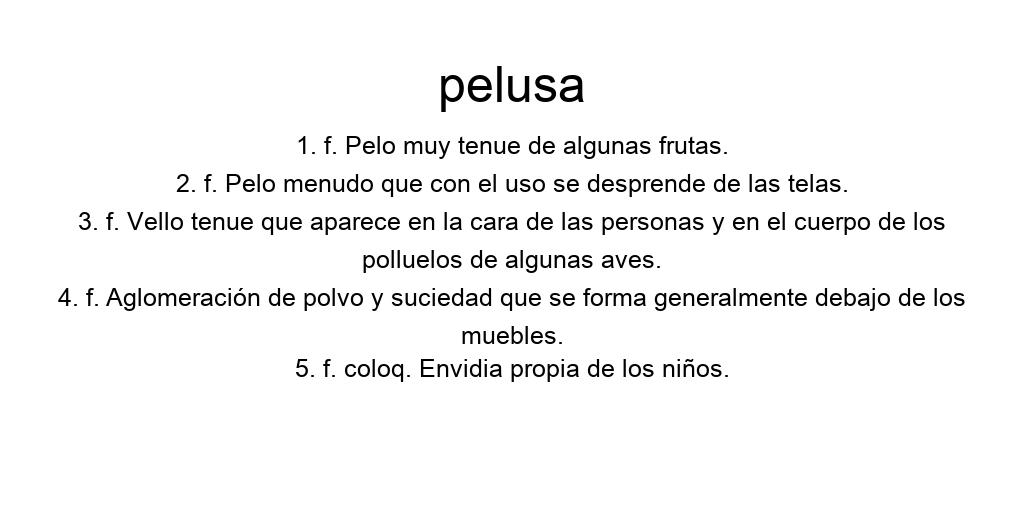 pelusa
1. f. Pelo muy tenue de algunas frutas.
2. f. Pelo menudo que con el uso se desprende de las telas.
3. f. Vello tenue que aparece en la cara de las personas y en el cuerpo de los
polluelos de algunas aves.
4. f. Aglomeración de polvo y suciedad que se forma generalmente debajo de los
muebles.
5. f. coloq. Envidia propia de los niños.